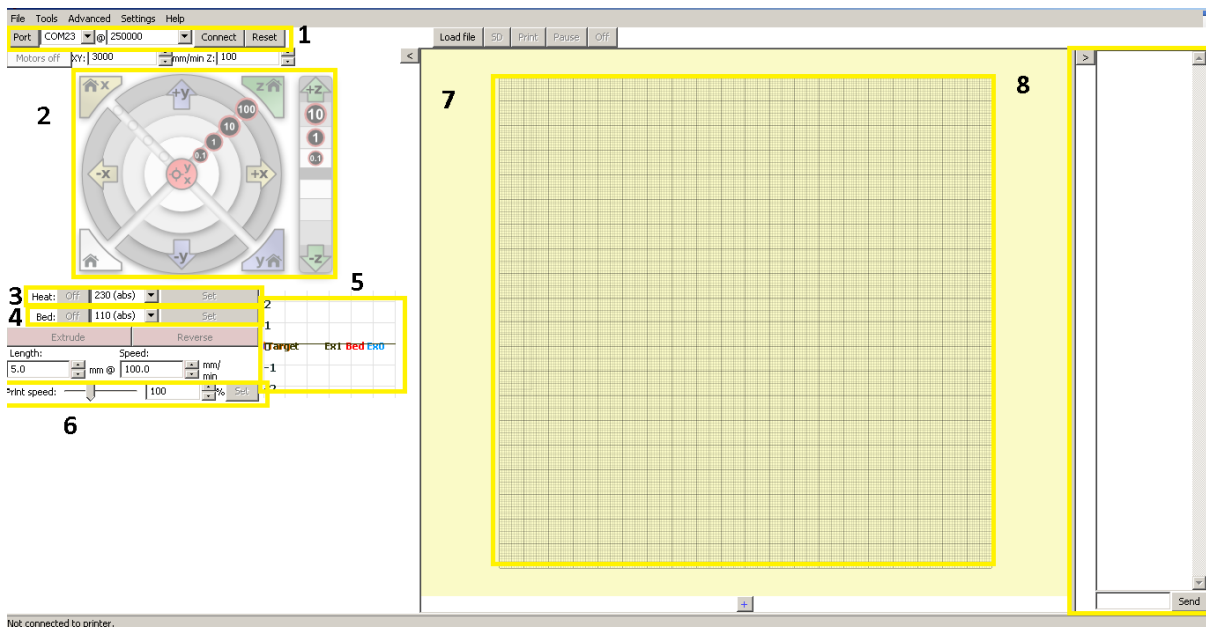 File Tools Advanced Settings Help
Port COM23 @ 250000 Connect Reset 1
Load file SD Print Pause Off
Motors off XY: 3000 mm/min Z: 100
<
>
x +y z +z
2
7
8
100
10
1
0.1
10
1
0.1
-x y x +x
-y y -z
5
3 Heat: Off 230 (abs) Set
4 Bed: Off 110 (abs) Set
2
1
Extrude Reverse
Target Ex1 Bed Ex0
Length: Speed:
5.0 mm @ 100.0 mm/
min
-1
Print speed: 100 % Set
6
+
Send
Not connected to printer.